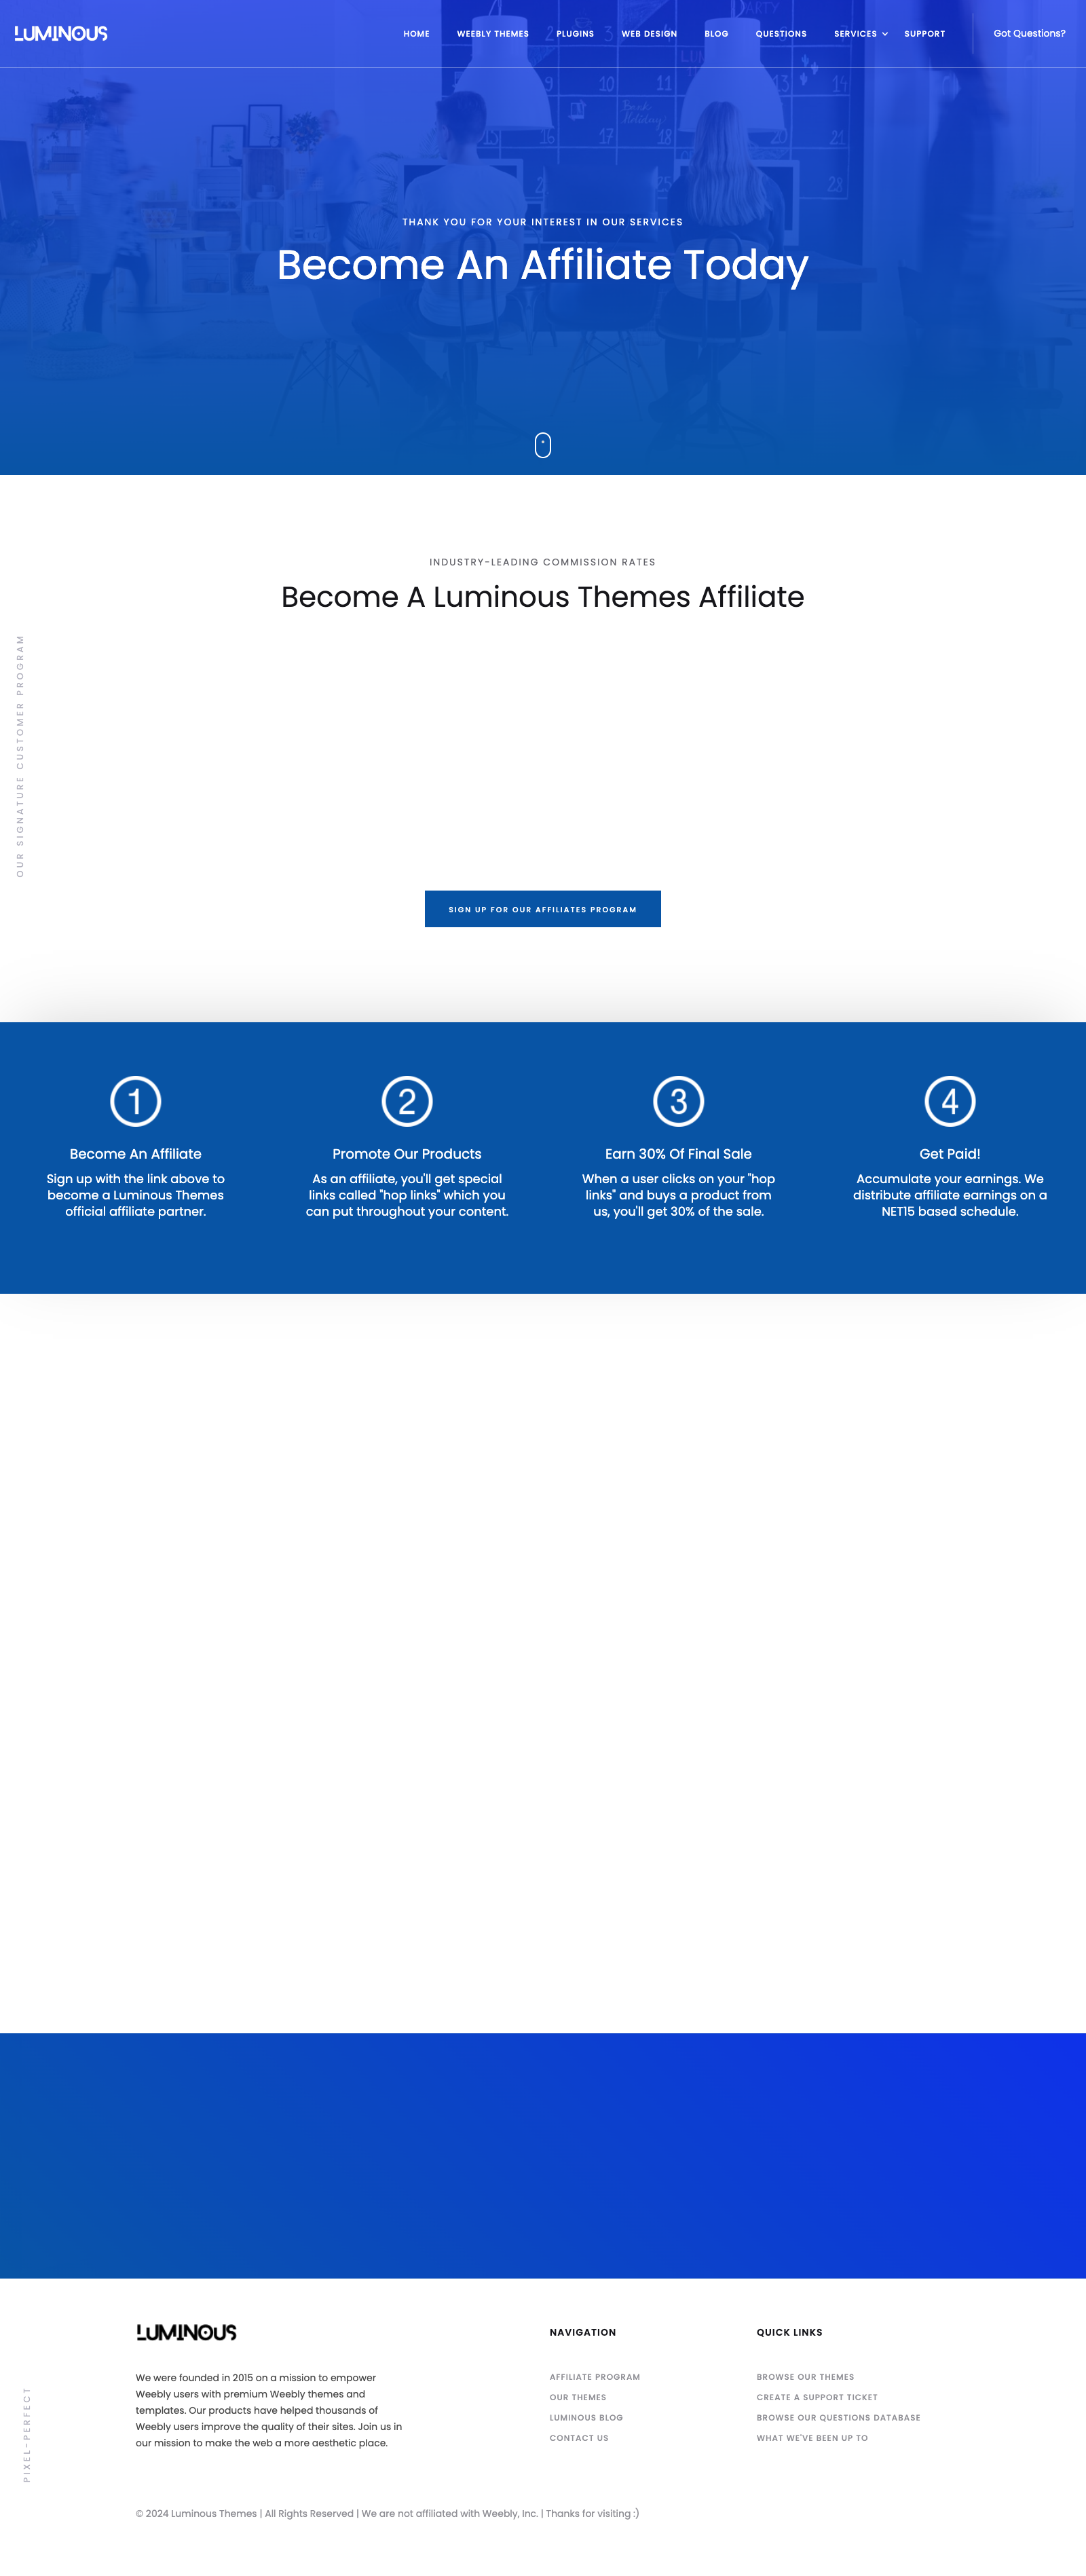 LUMINOUS
HOME
WEEBLY THEMES
PLUGINS
WEB DESIGN
BLOG
QUESTIONS
SERVICES
SUPPORT
Got Questions?
PARTY
Bank
Holiday!
17
18
21
25
28
THANK YOU FOR YOUR INTEREST IN OUR SERVICES
Become An Affiliate Today
INDUSTRY-LEADING COMMISSION RATES
Become A Luminous Themes Affiliate
OUR SIGNATURE CUSTOMER PROGRAM
SIGN UP FOR OUR AFFILIATES PROGRAM
1
Become An Affiliate
Sign up with the link above to
become a Luminous Themes
official affiliate partner.
2
Promote Our Products
As an affiliate, you'll get special
links called "hop links" which you
can put throughout your content.
3
Earn 30% Of Final Sale
When a user clicks on your "hop
links" and buys a product from
us, you'll get 30% of the sale.
4
Get Paid!
Accumulate your earnings. We
distribute affiliate earnings on a
NET15 based schedule.
LUMINOUS
We were founded in 2015 on a mission to empower
Weebly users with premium Weebly themes and
templates. Our products have helped thousands of
Weebly users improve the quality of their sites. Join us in
our mission to make the web a more aesthetic place.
NAVIGATION
AFFILIATE PROGRAM
OUR THEMES
LUMINOUS BLOG
CONTACT US
QUICK LINKS
BROWSE OUR THEMES
CREATE A SUPPORT TICKET
BROWSE OUR QUESTIONS DATABASE
WHAT WE'VE BEEN UP TO
PIXEL-PERFECT
© 2024 Luminous Themes | All Rights Reserved | We are not affiliated with Weebly, Inc. | Thanks for visiting :)